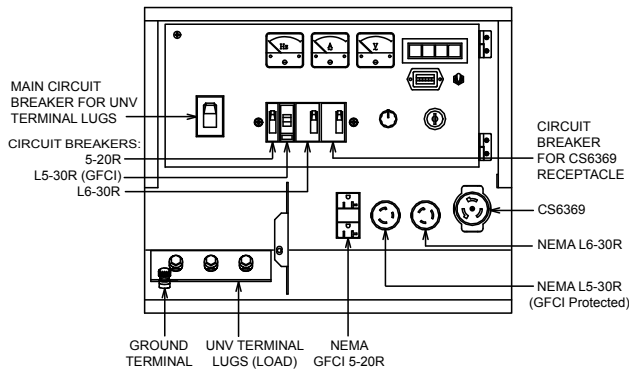 Hz
A
V
MAIN CIRCUIT
BREAKER FOR UNV
TERMINAL LUGS
CIRCUIT BREAKERS:
5-20R
L5-30R (GFCI)
L6-30R
CIRCUIT
BREAKER
FOR CS6369
RECEPTACLE
CS6369
NEMA L6-30R
NEMA L5-30R
(GFCI Protected)
GROUND
TERMINAL
UNV TERMINAL
LUGS (LOAD)
NEMA
GFCI 5-20R